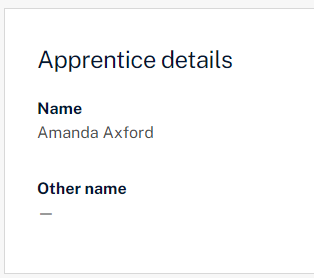 Apprentice details
Name
Amanda Axford
Other name
—